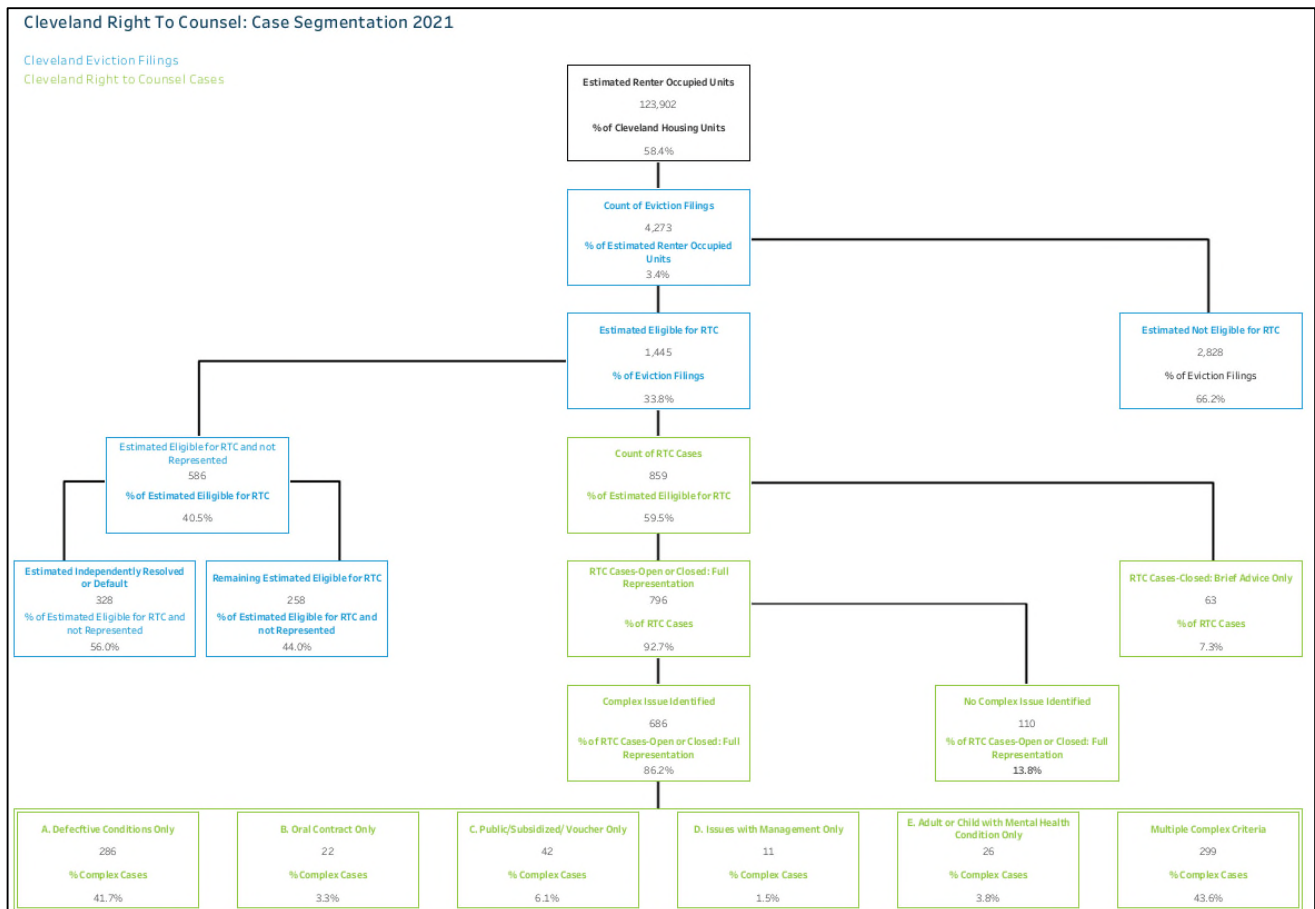 Cleveland Right To Counsel: Case Segmentation 2021
Cleveland Eviction Filings
Cleveland Right to Counsel Cases
Estimated Renter Occupied Units
123,902
% of Cleveland Housing Units
58.4%
Count of Eviction Filings
4,273
% of Estimated Renter Occupied
Units
3.4%
Estimated Eligible for RTC
1,445
% of Eviction Filings
33.8%
Estimated Not Eligible for RTC
2,828
% of Eviction Filings
66.2%
Estimated Eligible for RTC and not
Represented
586
% of Estimated Eiligible for RTC
40.5%
Count of RTC Cases
859
% of Estimated Eligible for RTC
59.5%
Estimated Independently Resolved
or Default
328
% of Estimated Eligible for RTC and
not Represented
56.0%
Remaining Estimated Eligible for RTC
258
% of Estimated Eligible for RTC and
not Represented
44.0%
RTC Cases-Open or Closed: Full
Representation
796
% of RTC Cases
92.7%
RTC Cases-Closed: Brief Advice Only
63
% of RTC Cases
7.3%
Complex Issue Identified
686
% of RTC Cases-Open or Closed: Full
Representation
86.2%
No Complex Issue Identified
110
% of RTC Cases-Open or Closed: Full
Representation
13.8%
A. Defecftive Conditions Only
286
% Complex Cases
41.7%
B. Oral Contract Only
22
% Complex Cases
3.3%
C. Public/Subsidized/ Voucher Only
42
% Complex Cases
6.1%
D. Issues with Management Only
11
% Complex Cases
1.5%
E. Adult or Child with Mental Health
Condition Only
26
% Complex Cases
3.8%
Multiple Complex Criteria
299
% Complex Cases
43.6%